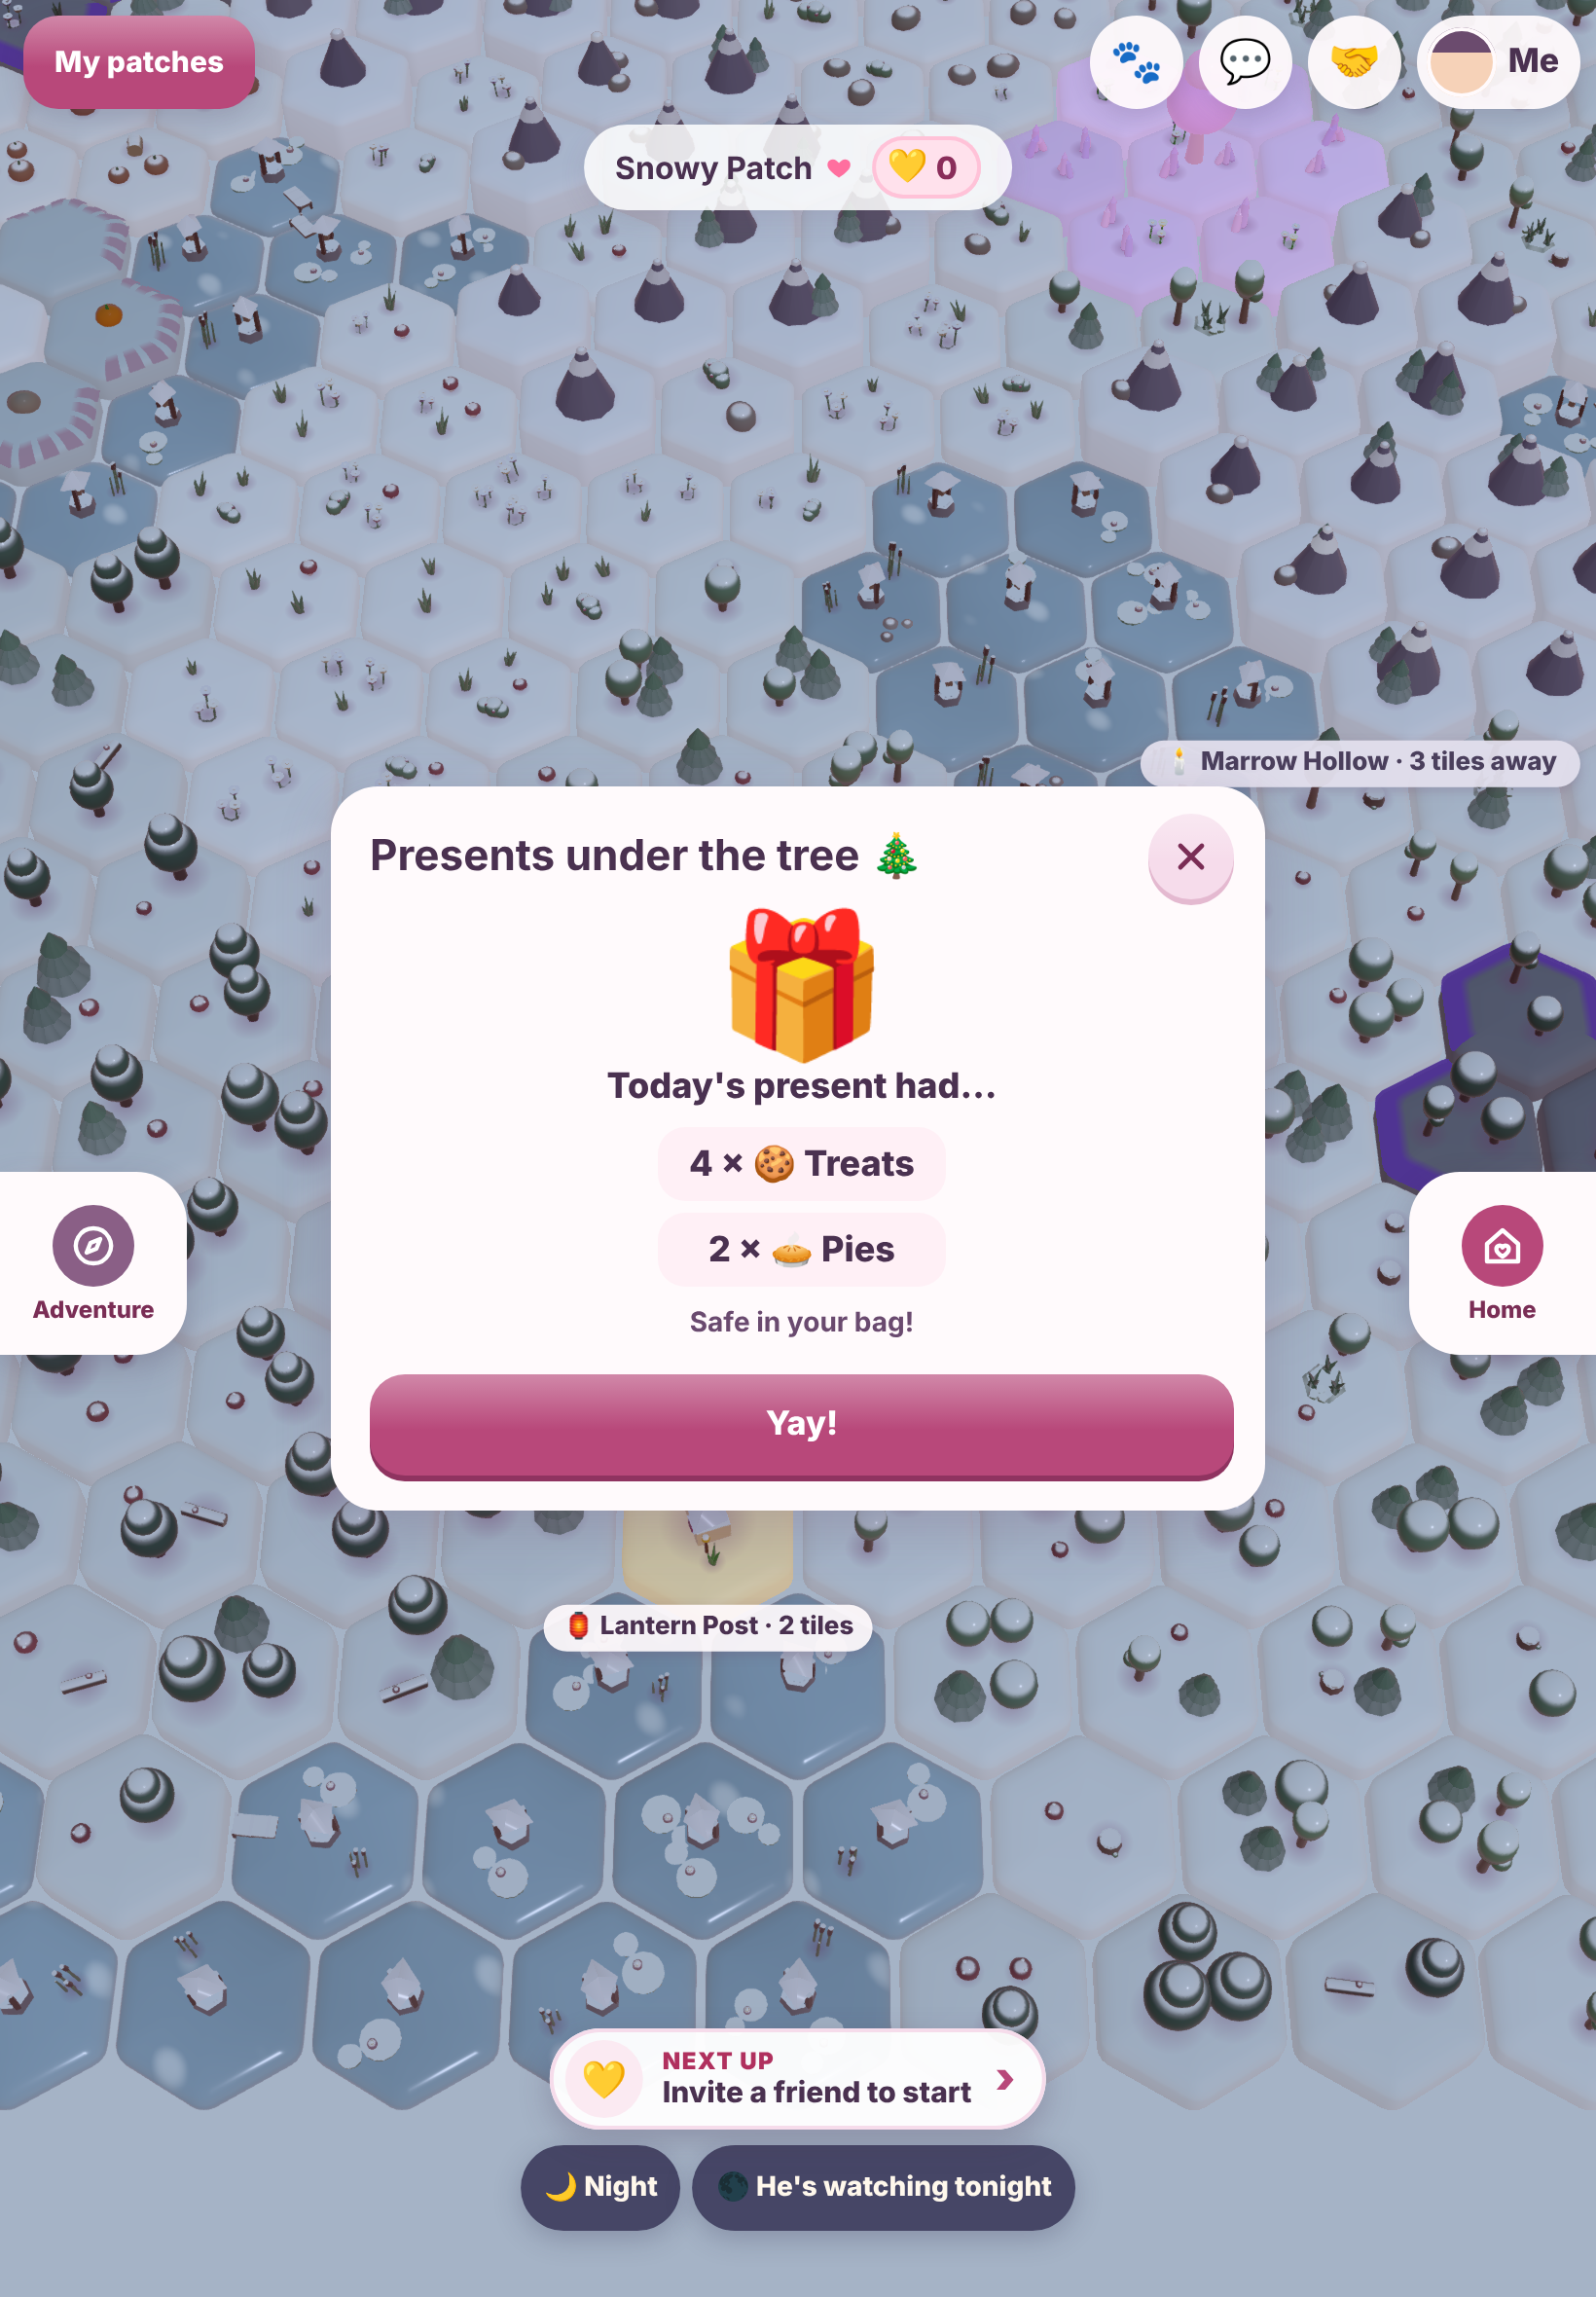 My patches
Me
Snowy Patch
0
Marrow Hollow · 3 tiles away
Presents under the tree
Today's present had...
4 × Treats
2 × Pies
Safe in your bag!
Adventure
Home
Yay!
Lantern Post · 2 tiles
NEXT UP
Invite a friend to start
Night
He's watching tonight